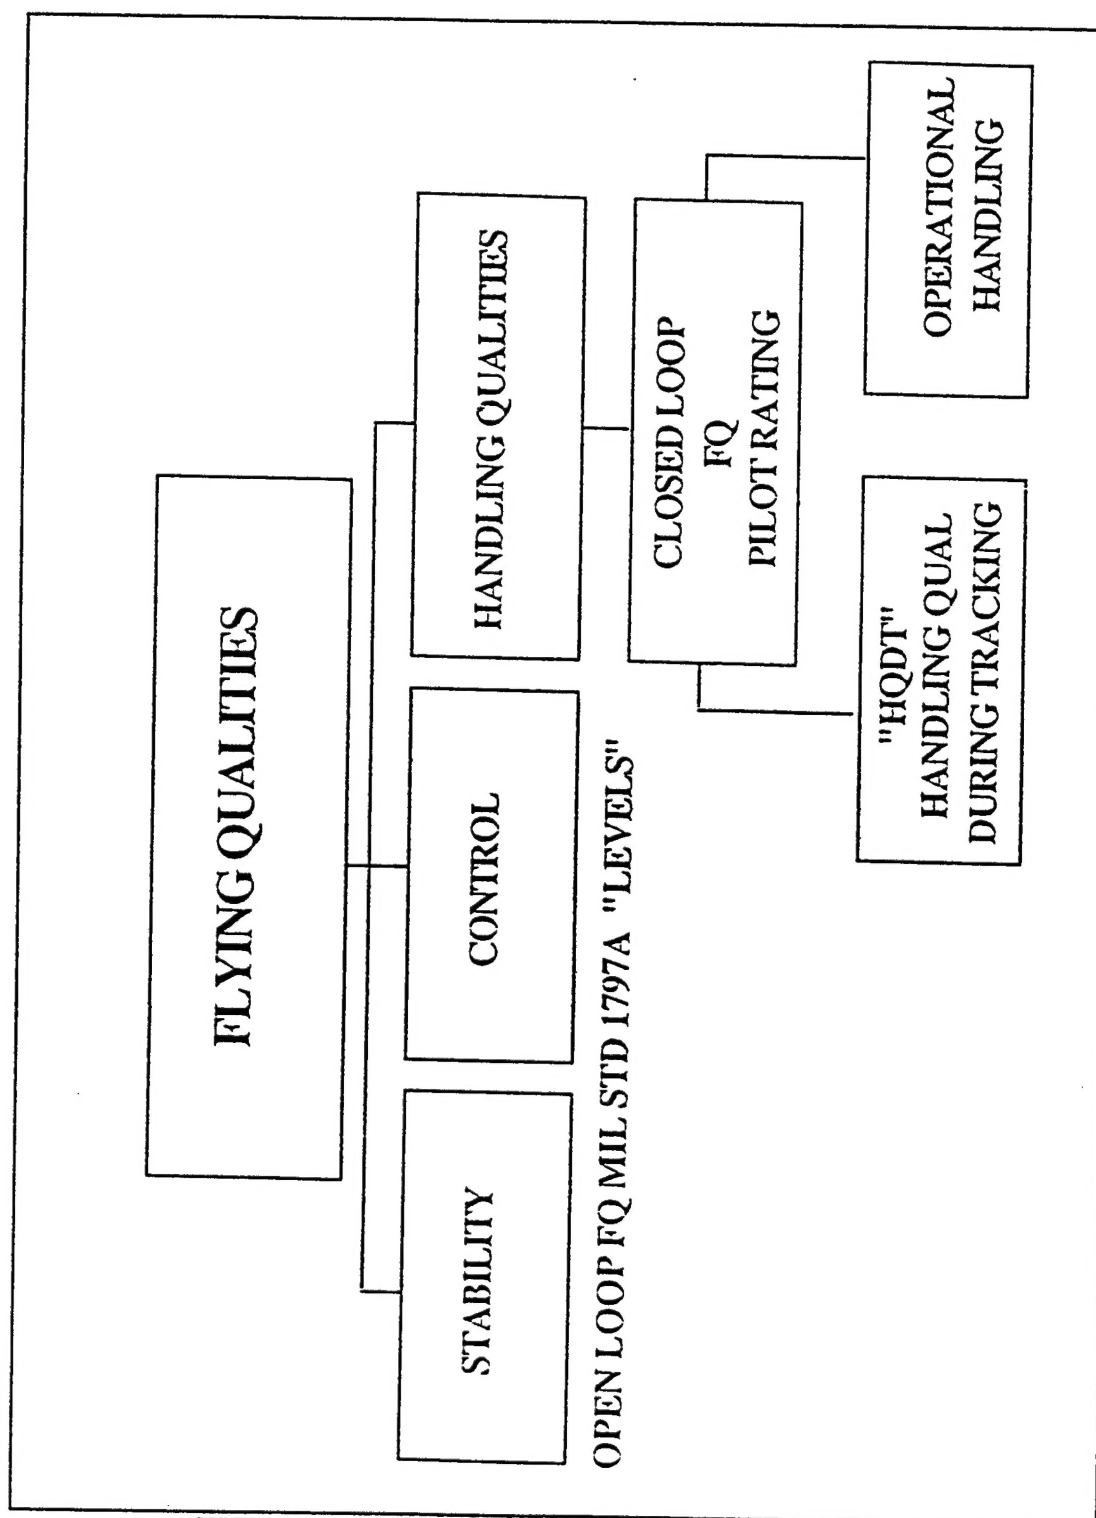 FLYING QUALITIES
STABILITY
CONTROL
HANDLING QUALITIES
OPEN LOOP FQ MIL STD 1797A "LEVELS"
CLOSED LOOP
FQ
PILOT RATING
"HQDT"
HANDLING QUAL
DURING TRACKING
OPERATIONAL
HANDLING